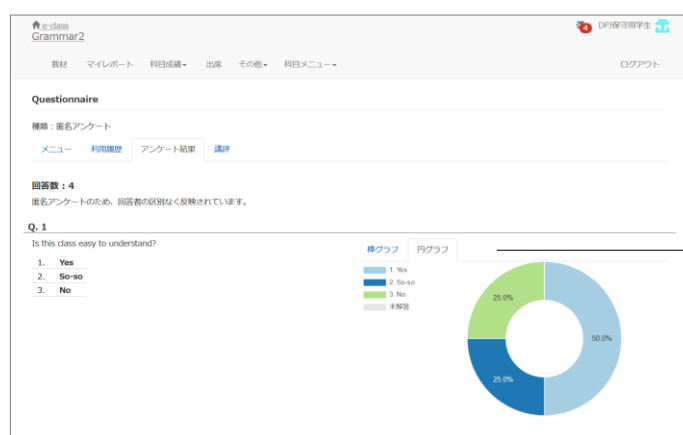 e-class
Grammar2
4
DPJ保守用学生
教材 マイレポート 科目成績 出席 その他 科目メニュー ログアウト
Questionnaire
種類：匿名アンケート
メニュー 利用履歴 アンケート結果 講評
回答数：4
匿名アンケートのため、回答者の区別なく反映されています。
Q. 1
Is this class easy to understand?
1. Yes
2. So-so
3. No
棒グラフ 円グラフ
1. Yes
2. So-so
3. No
未解答
25.0%
50.0%
25.0%